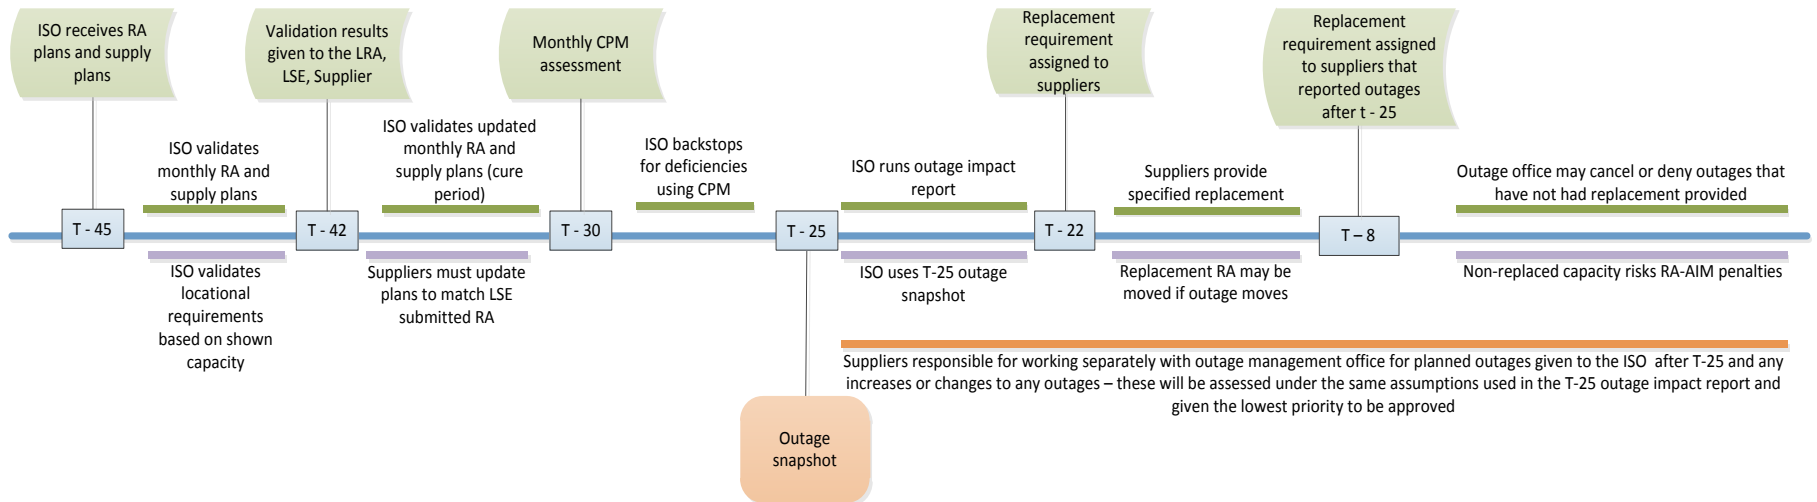 ISO receives RA
plans and supply
plans
Validation results
given to the LRA,
LSE, Supplier
Monthly CPM
assessment
Replacement
requirement
assigned to
suppliers
Replacement
requirement assigned
to suppliers that
reported outages
after t - 25
ISO validates
monthly RA and
supply plans
ISO validates updated
monthly RA and
supply plans (cure
period)
ISO backstops
for deficiencies
using CPM
ISO runs outage impact
report
Suppliers provide
specified replacement
Outage office may cancel or deny outages that
have not had replacement provided
T - 45
T - 42
T - 30
T - 25
T - 22
T – 8
ISO validates
locational
requirements
based on shown
capacity
Suppliers must update
plans to match LSE
submitted RA
ISO uses T-25 outage
snapshot
Replacement RA may be
moved if outage moves
Non-replaced capacity risks RA-AIM penalties
Suppliers responsible for working separately with outage management office for planned outages given to the ISO  after T-25 and any
increases or changes to any outages – these will be assessed under the same assumptions used in the T-25 outage impact report and
given the lowest priority to be approved
Outage
snapshot